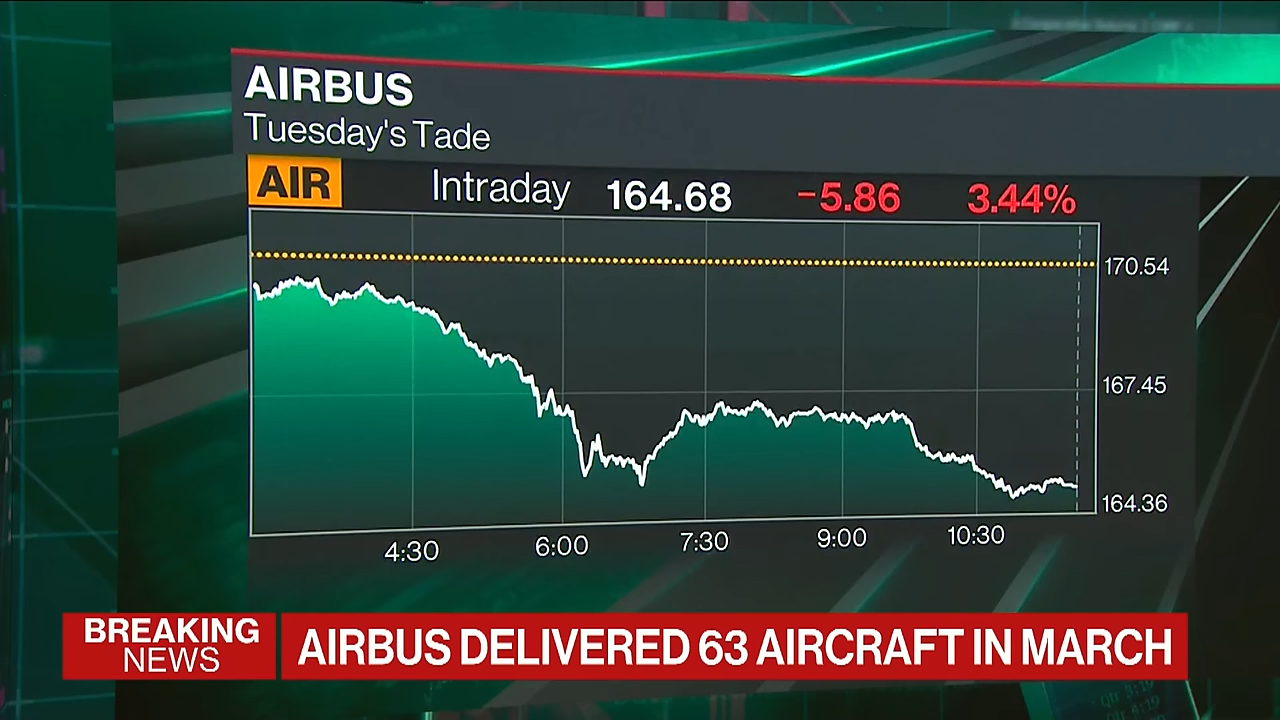 AIRBUS
Tuesday's Tade
AIR Intraday 164.68 -5.86 3.44%
170.54
167.45
164.36
4:30 6:00 7:30 9:00 10:30
BREAKING
NEWS
AIRBUS DELIVERED 63 AIRCRAFT IN MARCH